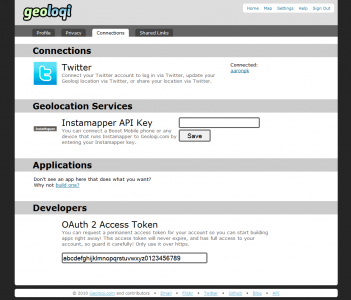 geoloqi
Home Map Settings Help Sign Out
Profile Privacy Connections Shared Links
Connections
Twitter
Connect your Twitter account to log in via Twitter, update your
Geoloqi location via Twitter, or share your location via Twitter.
Connected:
aaronpk
Geolocation Services
Instamapper
Instamapper API Key
You can connect a Boost Mobile phone or any
device that runs Instamapper to Geoloqi.com by
entering your Instamapper key.
Save
Applications
Don't see an app here that does what you want?
Why not build one?
Developers
OAuth 2 Access Token
You can request a permanent access token for your account so you can start building
apps right away! This access token will never expire, and has full access to your
account, so guard it carefully! Only use it over https.
abcdefghijklmnopqrstuvwxyz0123456789
© 2010 Geoloqi.com and contributors • Email • Twitter • Github • Blog • API